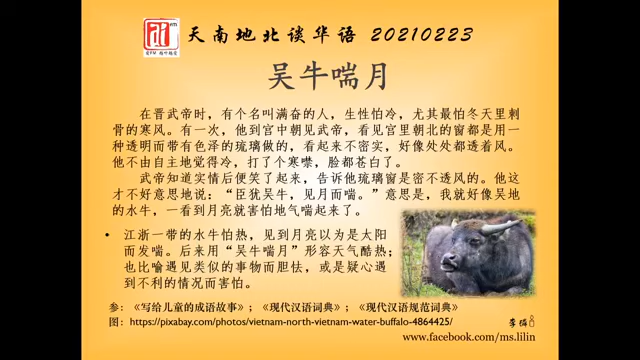 天南地北谈华语 20210223
吴牛喘月
在晋武帝时，有个名叫满奋的人，生性怕冷，尤其最怕冬天里刺
骨的寒风。有一次，他到宫中朝见武帝，看见宫里朝北的窗都是用一
种透明而带有色泽的琉璃做的，看起来不密实，好像处处都透着风。
他不由自主地觉得冷，打了个寒噤，脸都苍白了。
武帝知道实情后便笑了起来，告诉他琉璃窗是密不透风的。他这
才不好意思地说：“臣犹吴牛，见月而喘。”意思是，我就好像吴地
的水牛，一看到月亮就害怕地气喘起来了。
• 江浙一带的水牛怕热，见到月亮以为是太阳
而发喘。后来用“吴牛喘月”形容天气酷热；
也比喻遇见类似的事物而胆怯，或是疑心遇
到不利的情况而害怕。
参：《写给儿童的成语故事》；《现代汉语词典》；《现代汉语规范词典》
图：https://pixabay.com/photos/vietnam-north-vietnam-water-buffalo-4864425/
www.facebook.com/ms.lilin